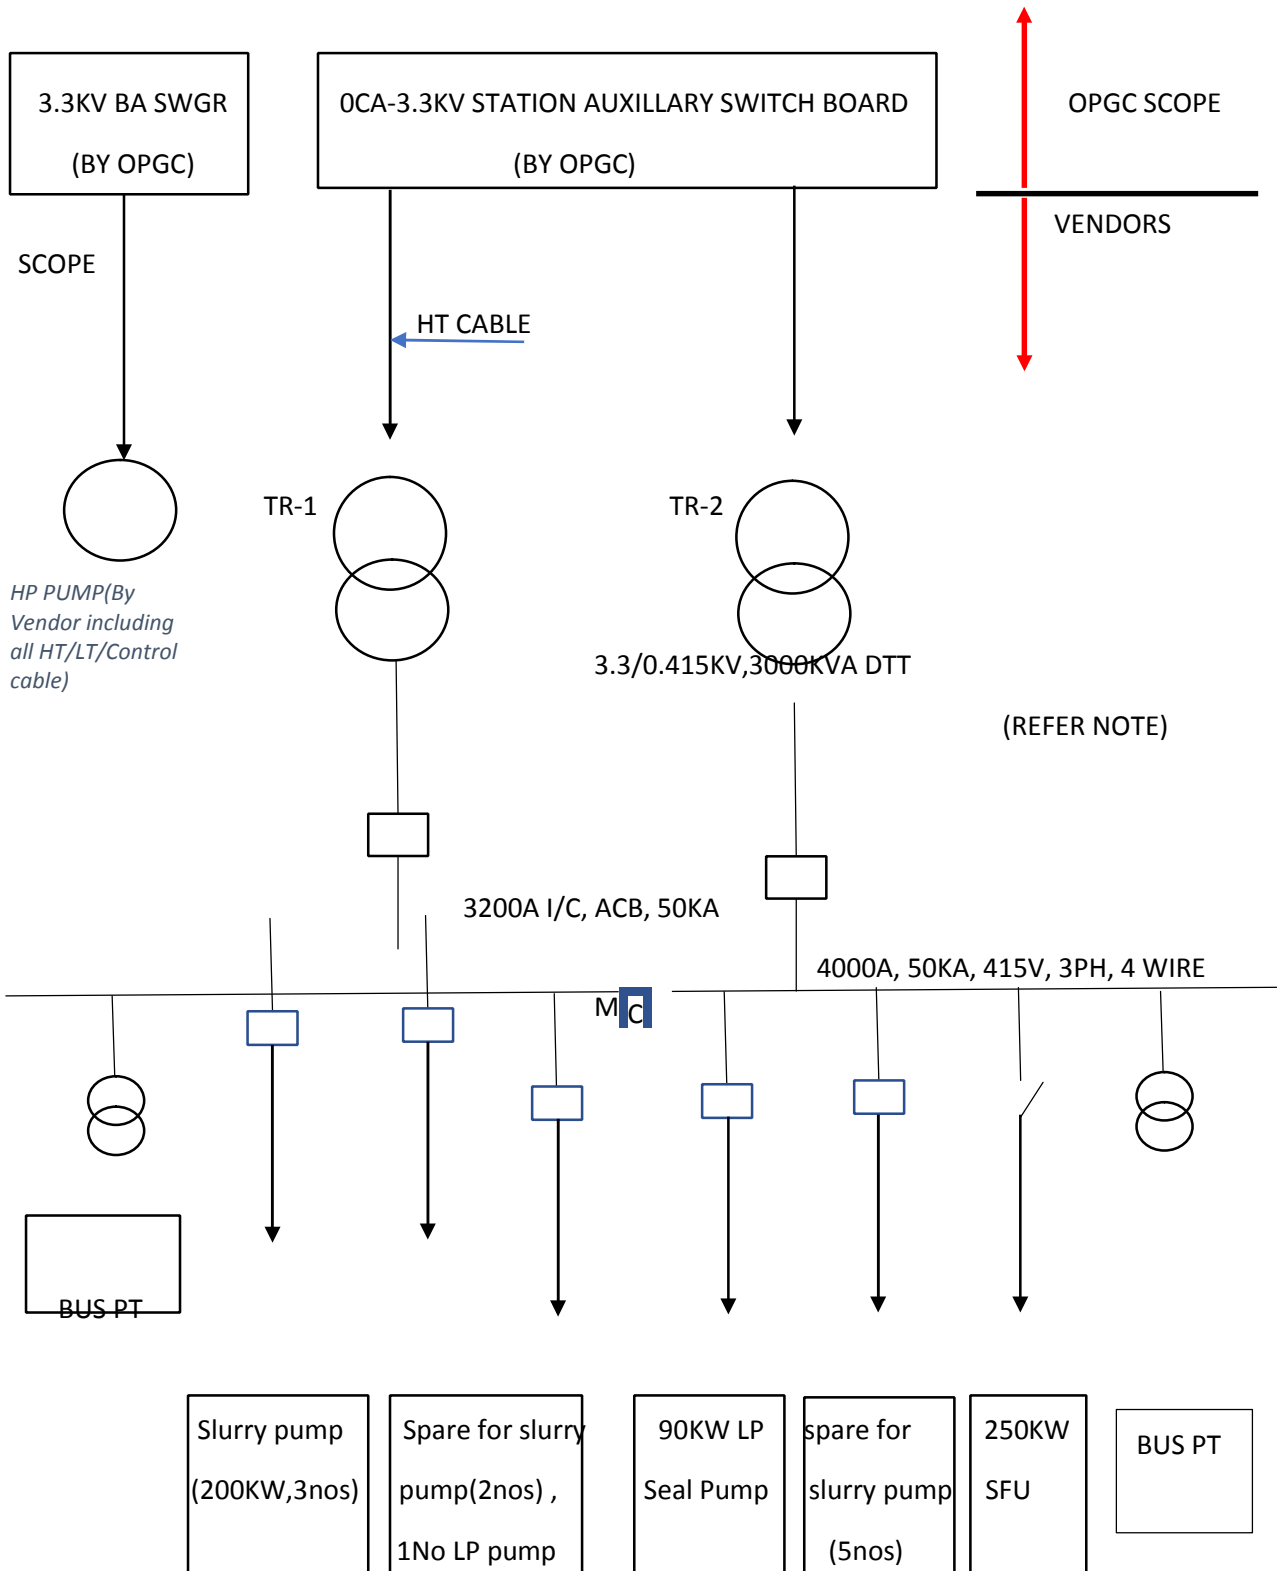 3.3KV BA SWGR
(BY OPGC)
0CA-3.3KV STATION AUXILLARY SWITCH BOARD
(BY OPGC)
OPGC SCOPE
VENDORS
SCOPE
HT CABLE
TR-1
TR-2
HP PUMP(By
Vendor including
all HT/LT/Control
cable)
3.3/0.415KV,3000KVA DTT
(REFER NOTE)
3200A I/C, ACB, 50KA
4000A, 50KA, 415V, 3PH, 4 WIRE
M C
BUS PT
Slurry pump
(200KW,3nos)
Spare for slurry
pump(2nos) ,
1No LP pump
90KW LP
Seal Pump
spare for
slurry pump
(5nos)
250KW
SFU
BUS PT